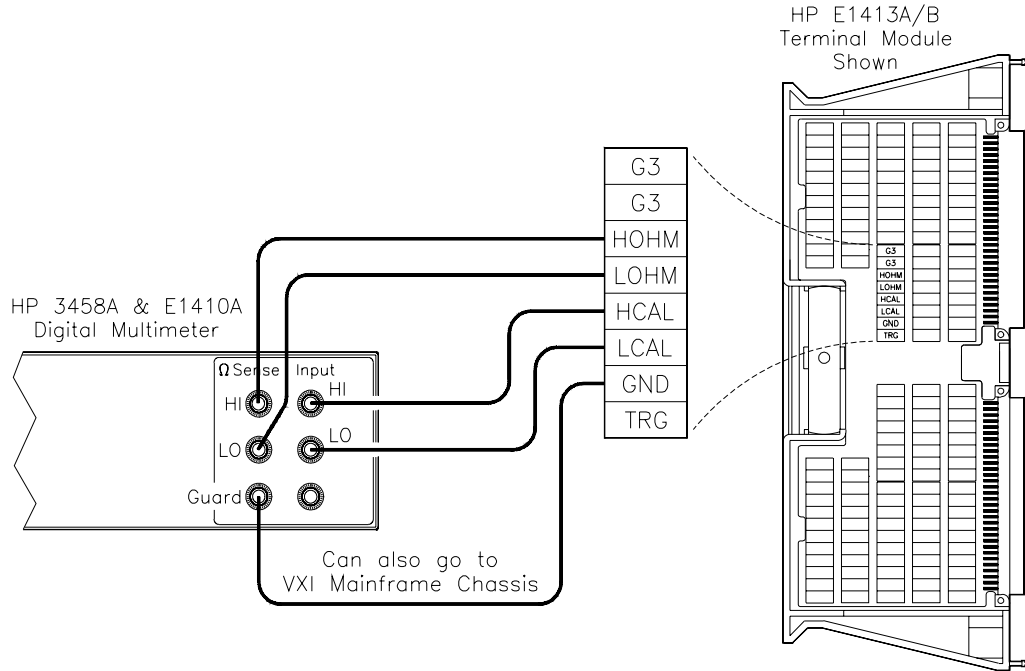 HP E1413A/B
Terminal Module
Shown
G3
G3
HOHM
LOHM
HCAL
LCAL
GND
TRG
G3
G3
HOHM
LOHM
HCAL
LCAL
GND
TRG
HP 3458A & E1410A
Digital Multimeter
Ω Sense Input
HI HI
LO LO
Guard
Can also go to
VXI Mainframe Chassis